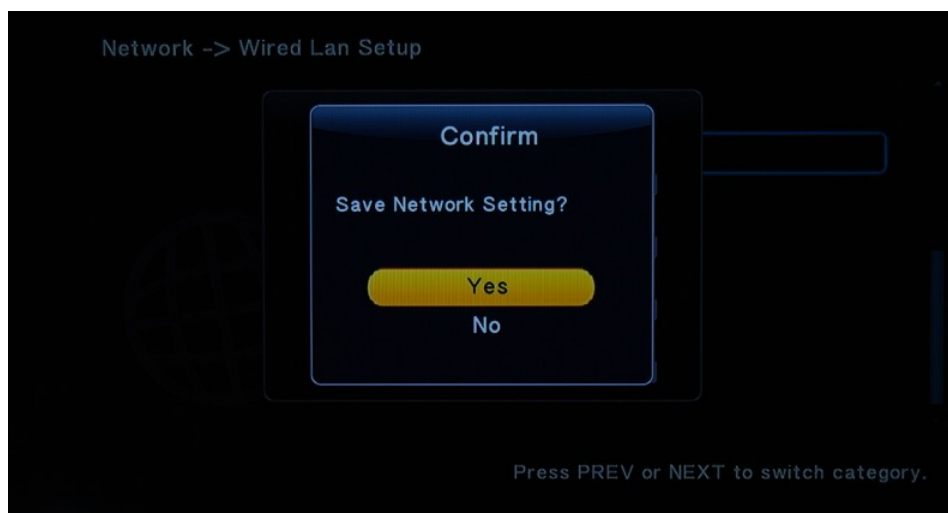 Network -> Wired Lan Setup
Confirm
Save Network Setting?
Yes
No
Press PREV or NEXT to switch category.